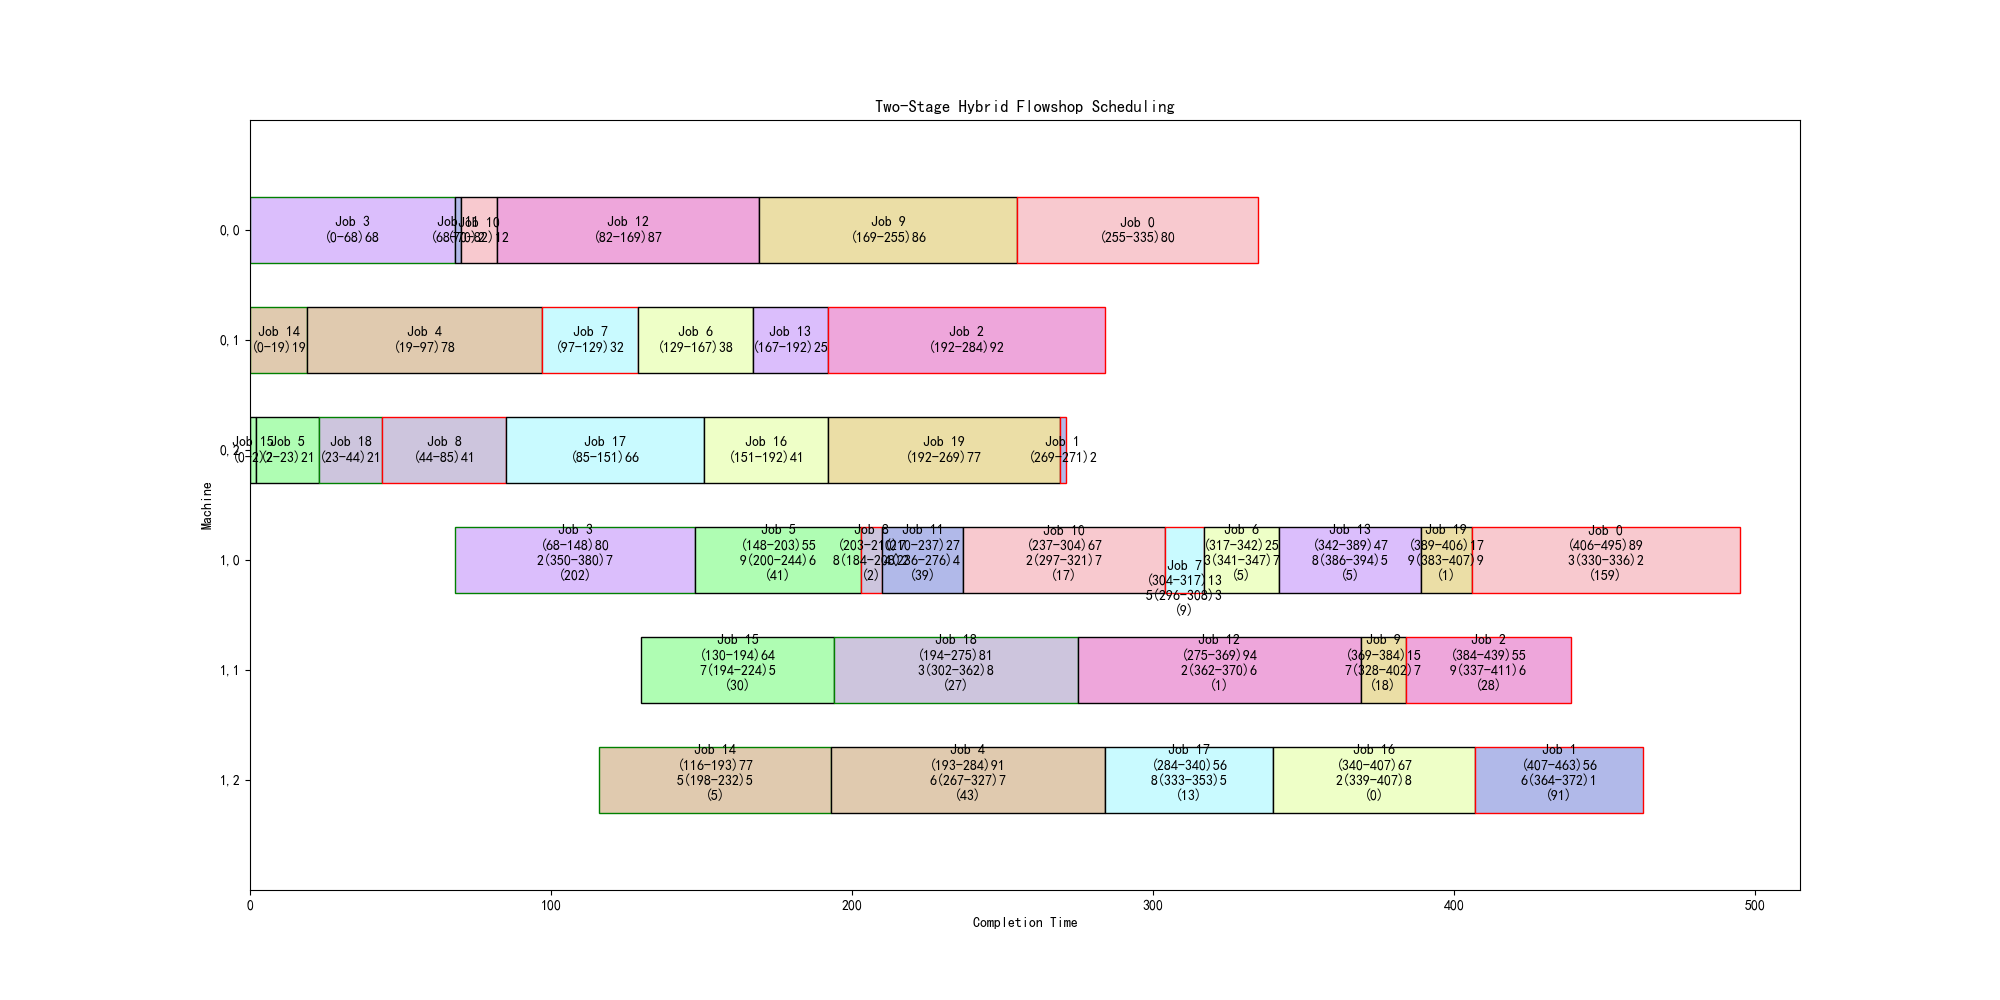 Two-Stage Hybrid Flowshop Scheduling
Machine
0,0
Job 3
(0-68)68
Job 11
Job 10
(70-82)12
Job 12
(82-169)87
Job 9
(169-255)86
Job 0
(255-335)80
0,1
Job 14
(0-19)19
Job 4
(19-97)78
Job 7
(97-129)32
Job 6
(129-167)38
Job 13
(167-192)25
Job 2
(192-284)92
0,2
Job 15
(0-2)2
Job 5
(2-23)21
Job 18
(23-44)21
Job 8
(44-85)41
Job 17
(85-151)66
Job 16
(151-192)41
Job 19
(192-269)77
Job 1
(269-271)2
1,0
Job 3
(68-148)80
2(350-380)7
(202)
Job 5
(148-203)55
9(200-244)6
(41)
Job 8
(203-210)7
(2)
Job 11
(210-237)27
(39)
Job 10
(237-304)67
2(297-321)7
(17)
Job 7
(304-317)13
5(296-308)3
(9)
Job 6
(317-342)25
3(341-347)7
(5)
Job 13
(342-389)47
8(386-394)5
(5)
Job 19
(389-406)17
9(383-407)9
(1)
Job 0
(406-495)89
3(330-336)2
(159)
1,1
Job 15
(130-194)64
7(194-224)5
(30)
Job 18
(194-275)81
3(302-362)8
(27)
Job 12
(275-369)94
2(362-370)6
(1)
Job 9
(369-384)15
7(328-402)7
(18)
Job 2
(384-439)55
9(337-411)6
(28)
1,2
Job 14
(116-193)77
5(198-232)5
(5)
Job 4
(193-284)91
6(267-327)7
(43)
Job 17
(284-340)56
8(333-353)5
(13)
Job 16
(340-407)67
2(339-407)8
(0)
Job 1
(407-463)56
6(364-372)1
(91)
0 100 200 300 400 500
Completion Time